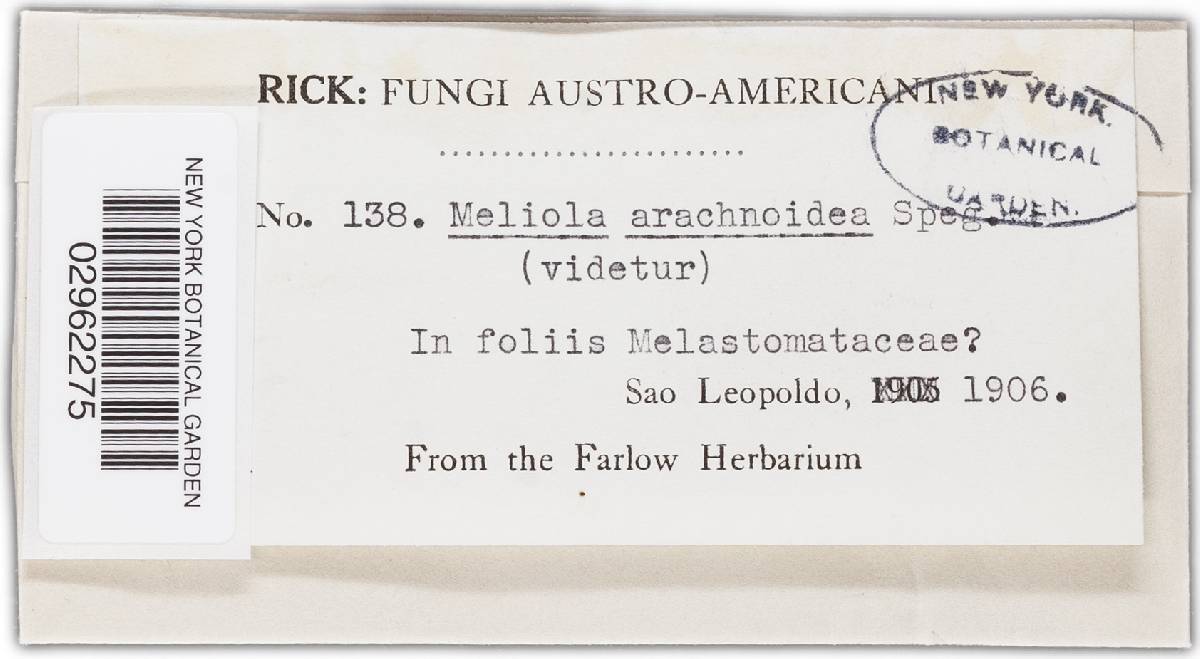 RICK: FUNGI AUSTRO-AMERICANI
NEW YORK
BOTANICAL
GARDEN.
No. 138. Meliola arachnoidea Speg.
(videtur)
In foliis Melastomataceae?
Sao Leopoldo, 1905 1906.
From the Farlow Herbarium
NEW YORK BOTANICAL GARDEN
02962275